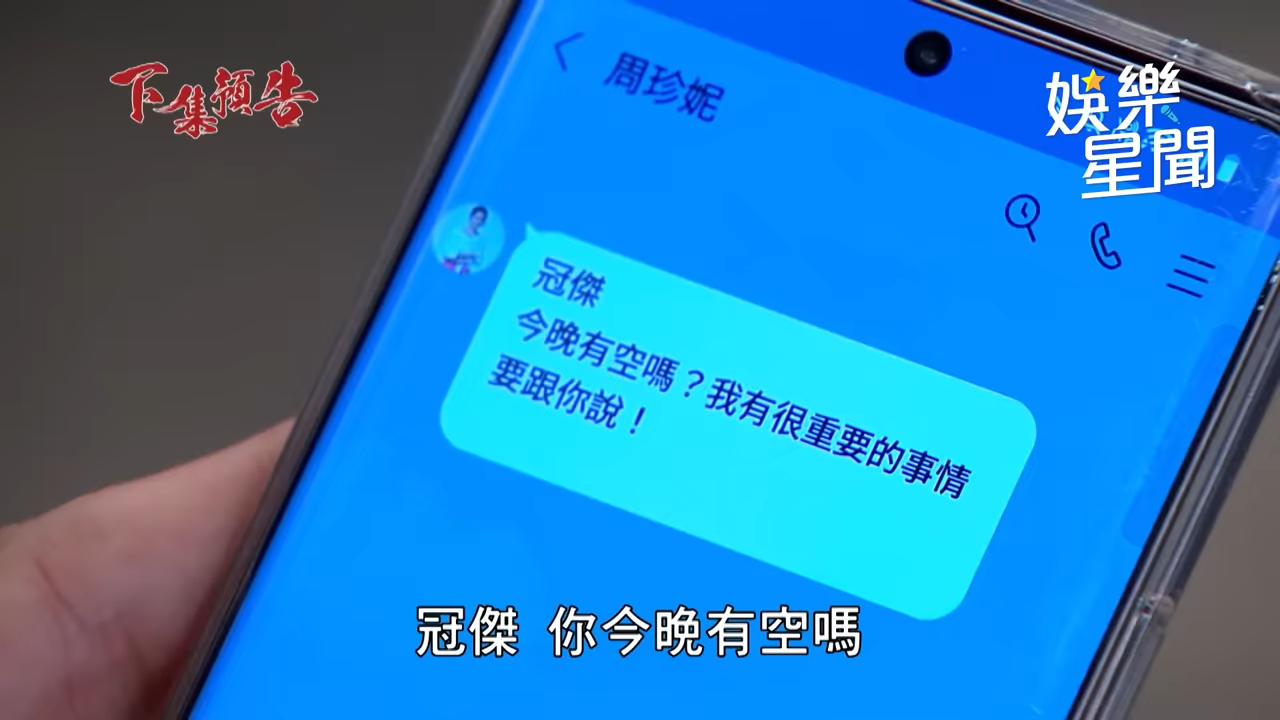 下集預告
娛樂
星聞
周珍妮
冠傑
今晚有空嗎？我有很重要的事情
要跟你說！
冠傑 你今晚有空嗎